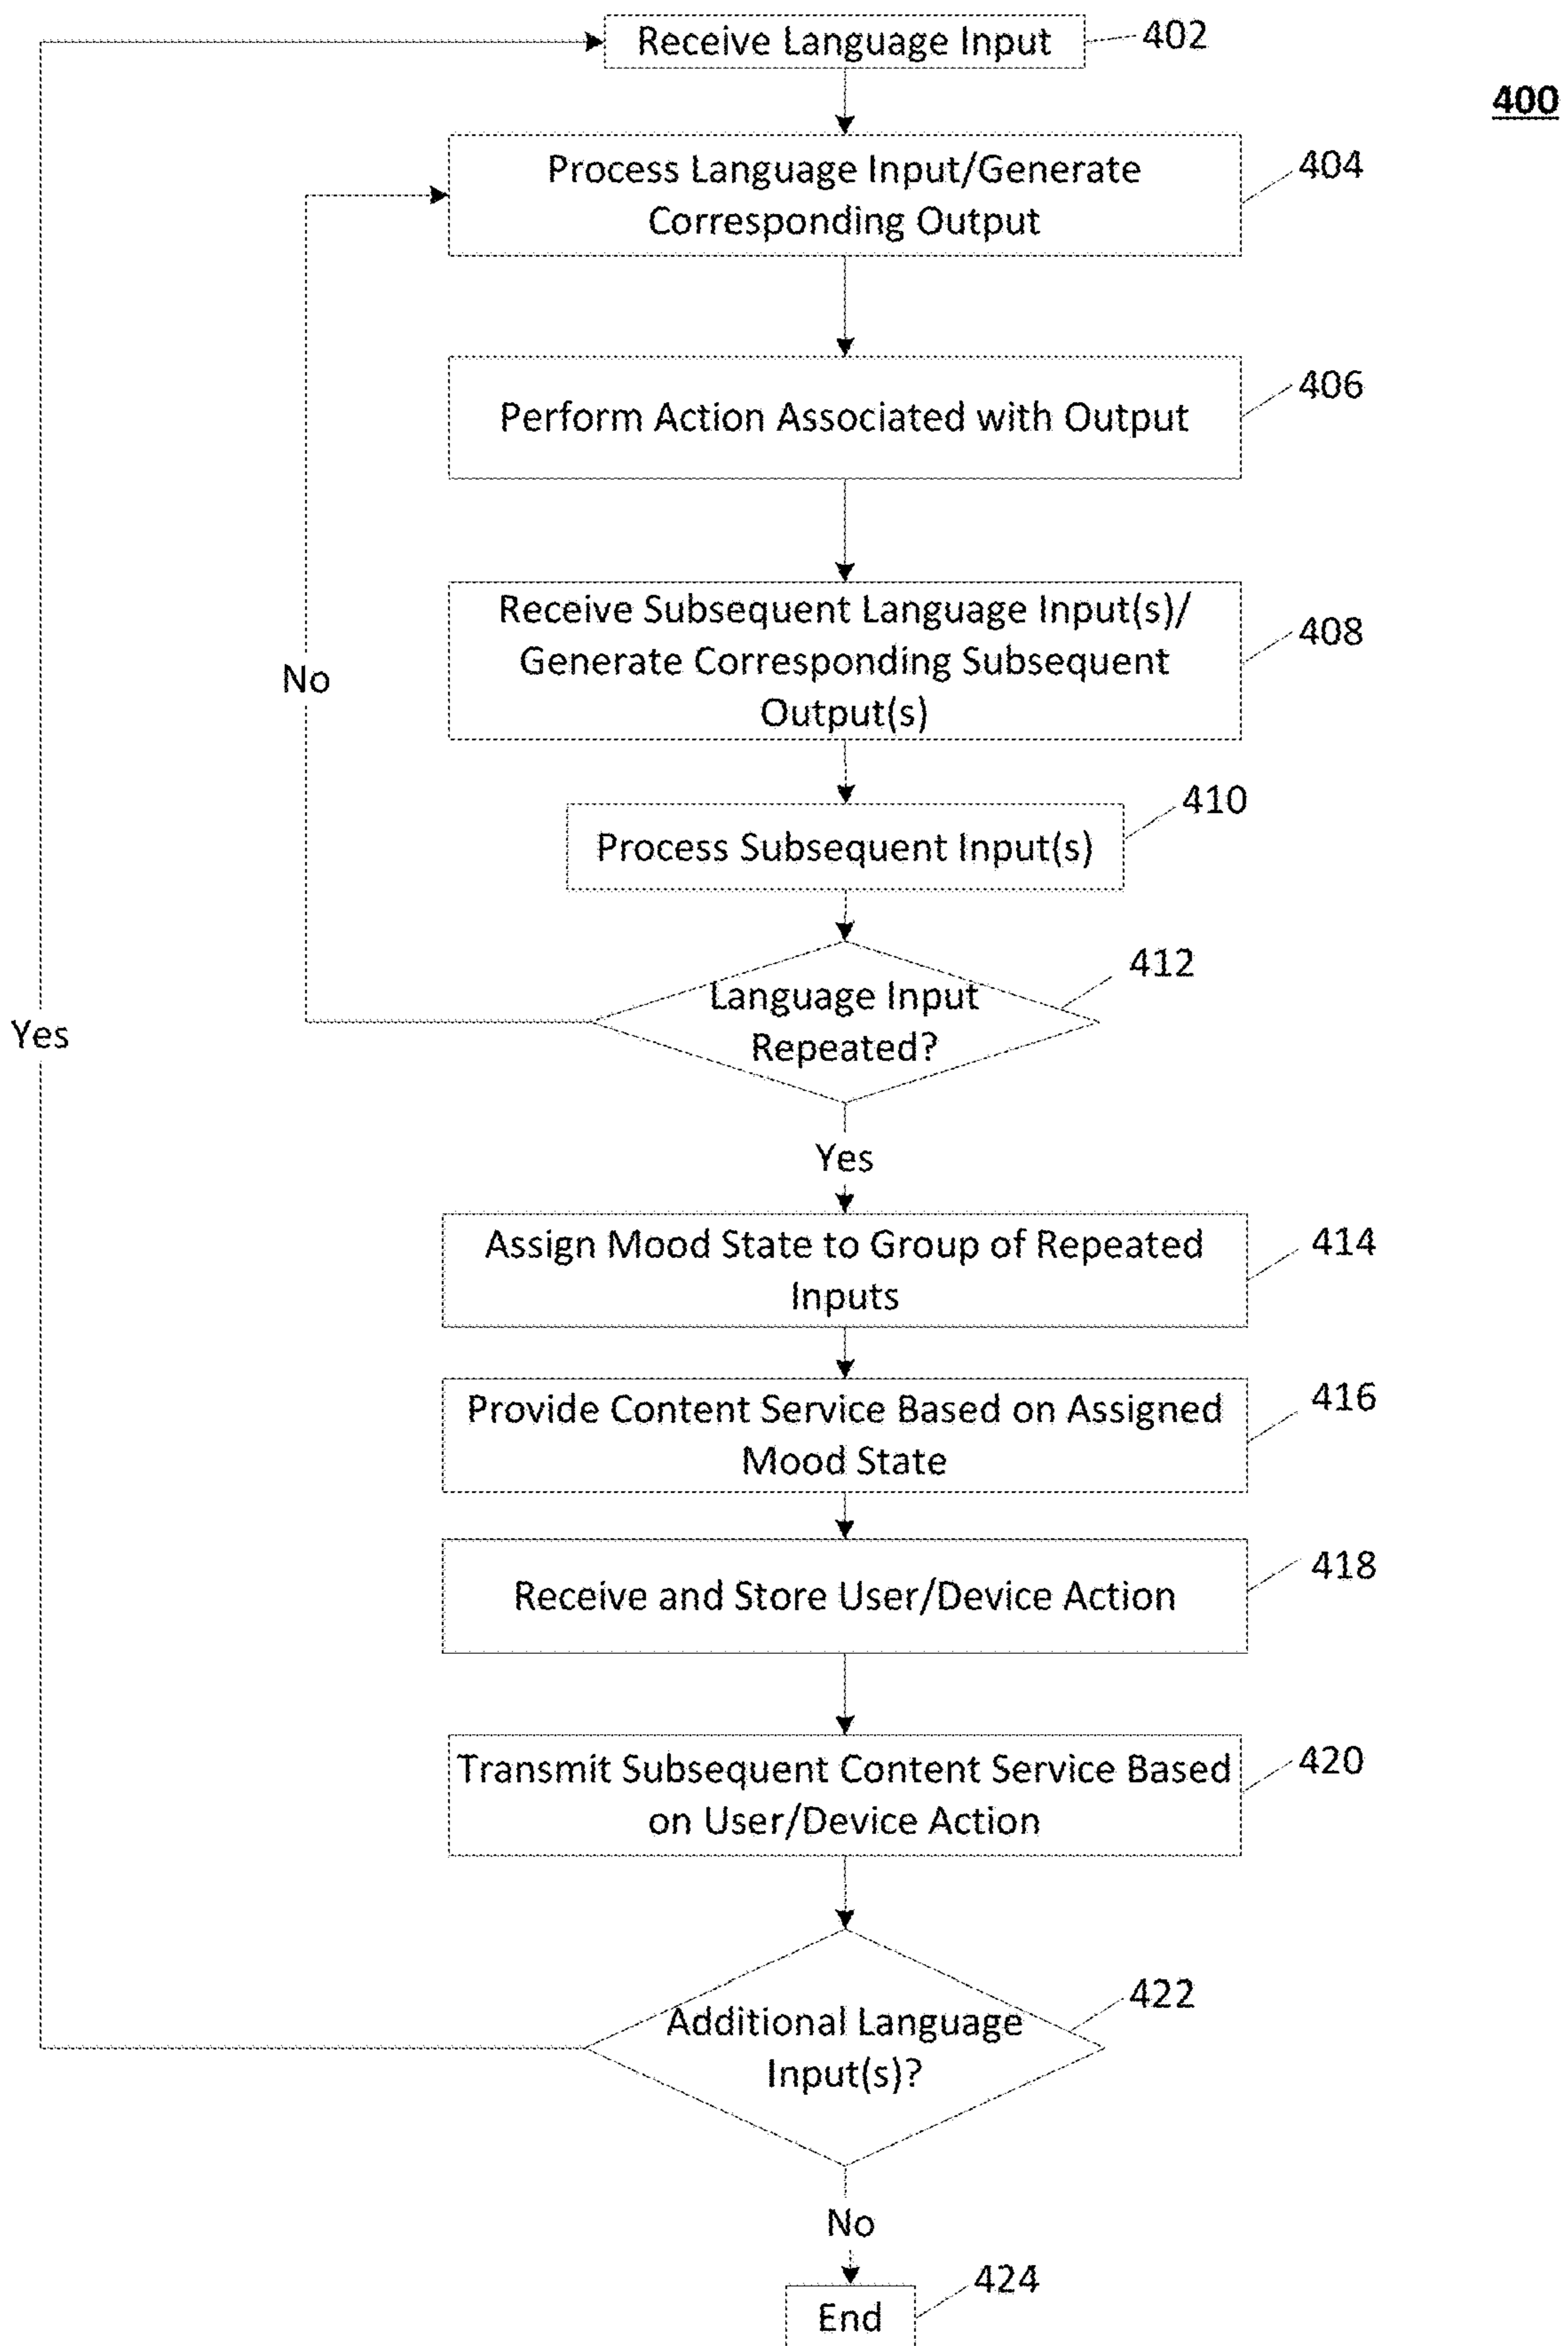 Receive Language Input
402
400
Process Language Input/Generate
Corresponding Output
404
Perform Action Associated with Output
406
Receive Subsequent Language Input(s)/
Generate Corresponding Subsequent
Output(s)
408
No
Process Subsequent Input(s)
410
Language Input
Repeated?
412
Yes
Yes
Assign Mood State to Group of Repeated
Inputs
414
Provide Content Service Based on Assigned
Mood State
416
Receive and Store User/Device Action
418
Transmit Subsequent Content Service Based
on User/Device Action
420
Additional Language
Input(s)?
422
No
End
424